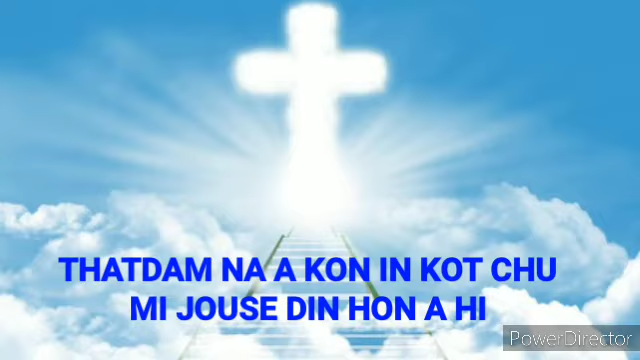 THATDAM NA A KON IN KOT CHU
MI JOUSE DIN HON A HI
PowerDirector